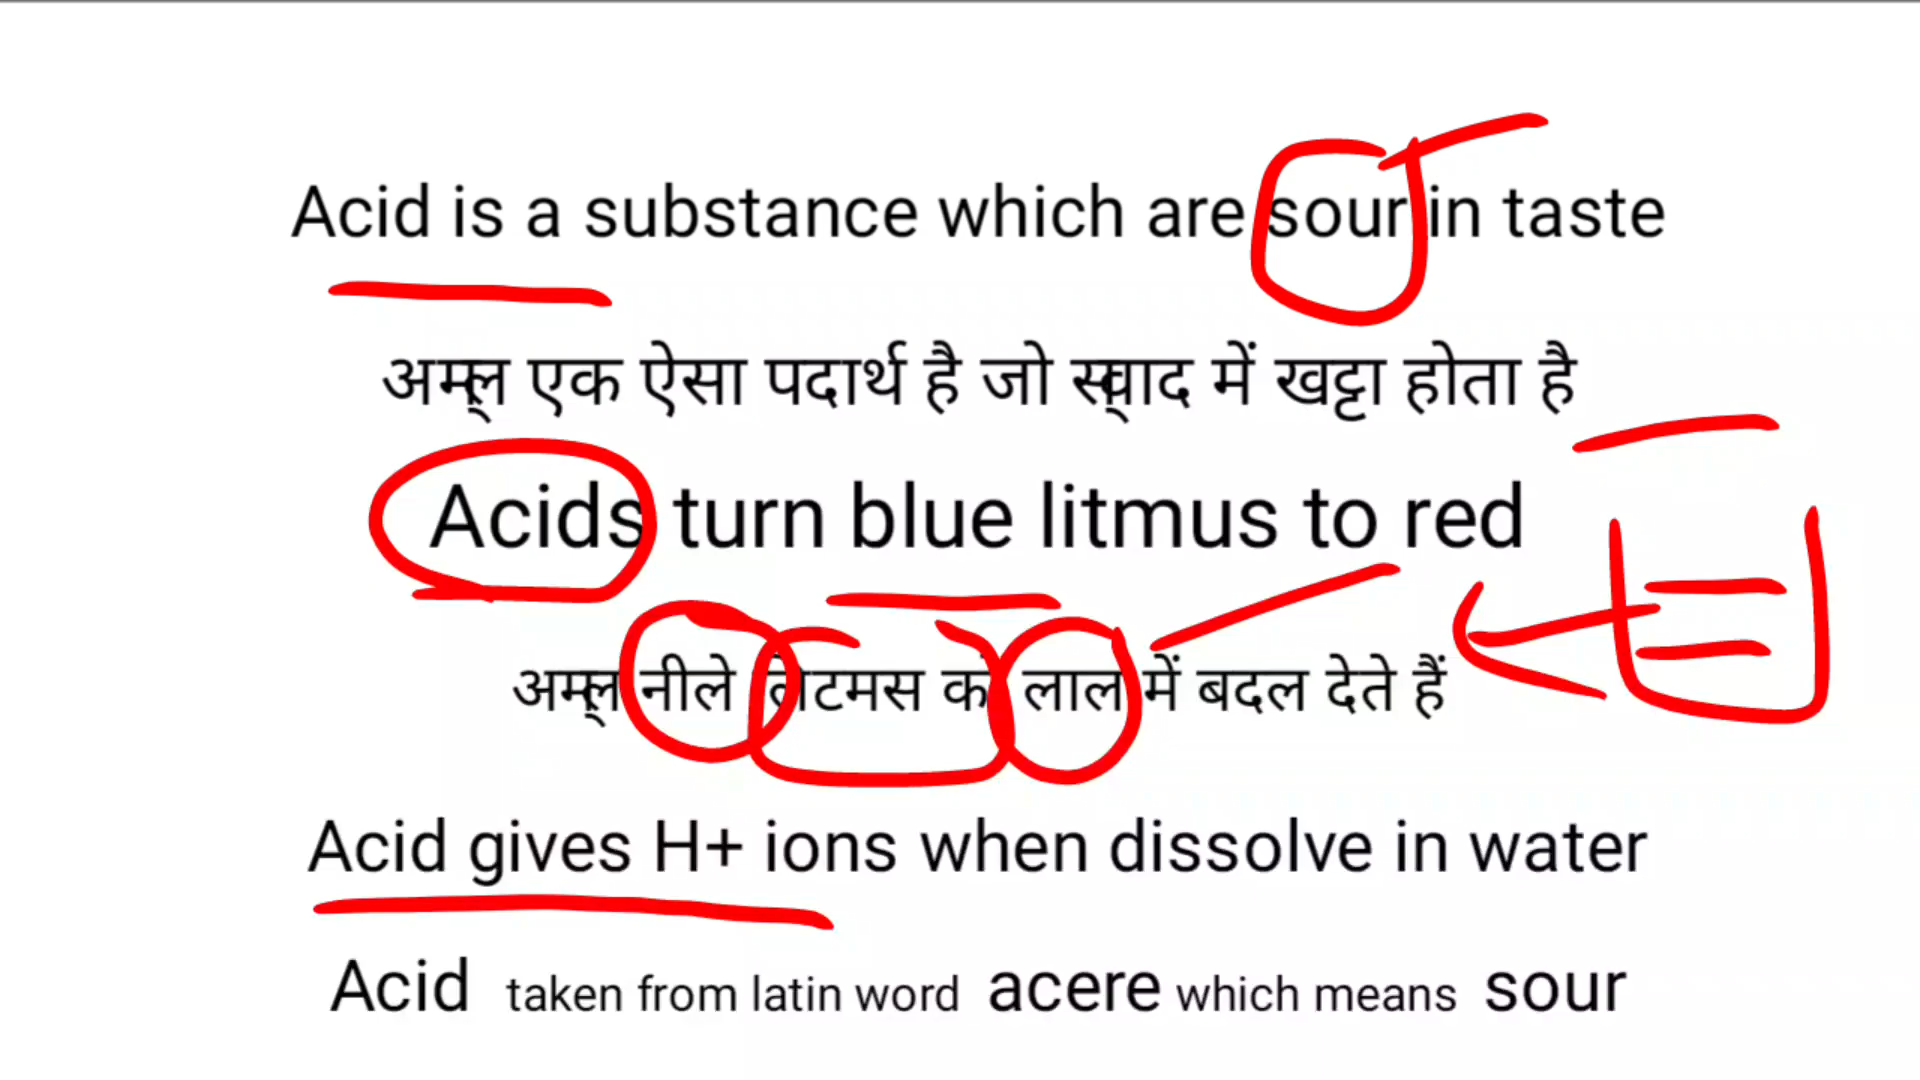 Acid is a substance which are sour in taste
अम्ल एक ऐसा पदार्थ है जो स्वाद में खट्टा होता है
Acids turn blue litmus to red
अम्ल नीले लिटमस को लाल में बदल देते हैं
Acid gives H+ ions when dissolve in water
Acid taken from latin word acere which means sour